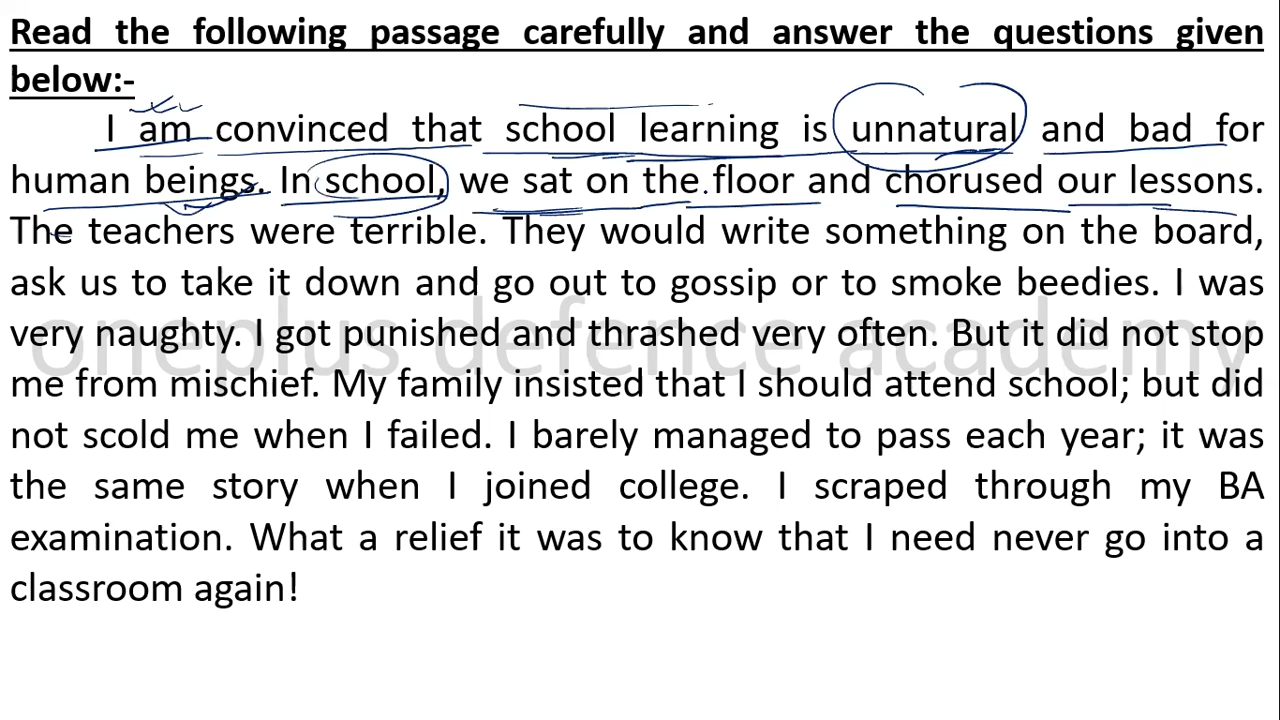 Read the following passage carefully and answer the questions given
below:-
I am convinced that school learning is unnatural and bad for
human beings. In school, we sat on the floor and chorused our lessons.
The teachers were terrible. They would write something on the board,
ask us to take it down and go out to gossip or to smoke beedies. I was
very naughty. I got punished and thrashed very often. But it did not stop
oneplus defence academy
me from mischief. My family insisted that I should attend school; but did
not scold me when I failed. I barely managed to pass each year; it was
the same story when I joined college. I scraped through my BA
examination. What a relief it was to know that I need never go into a
classroom again!